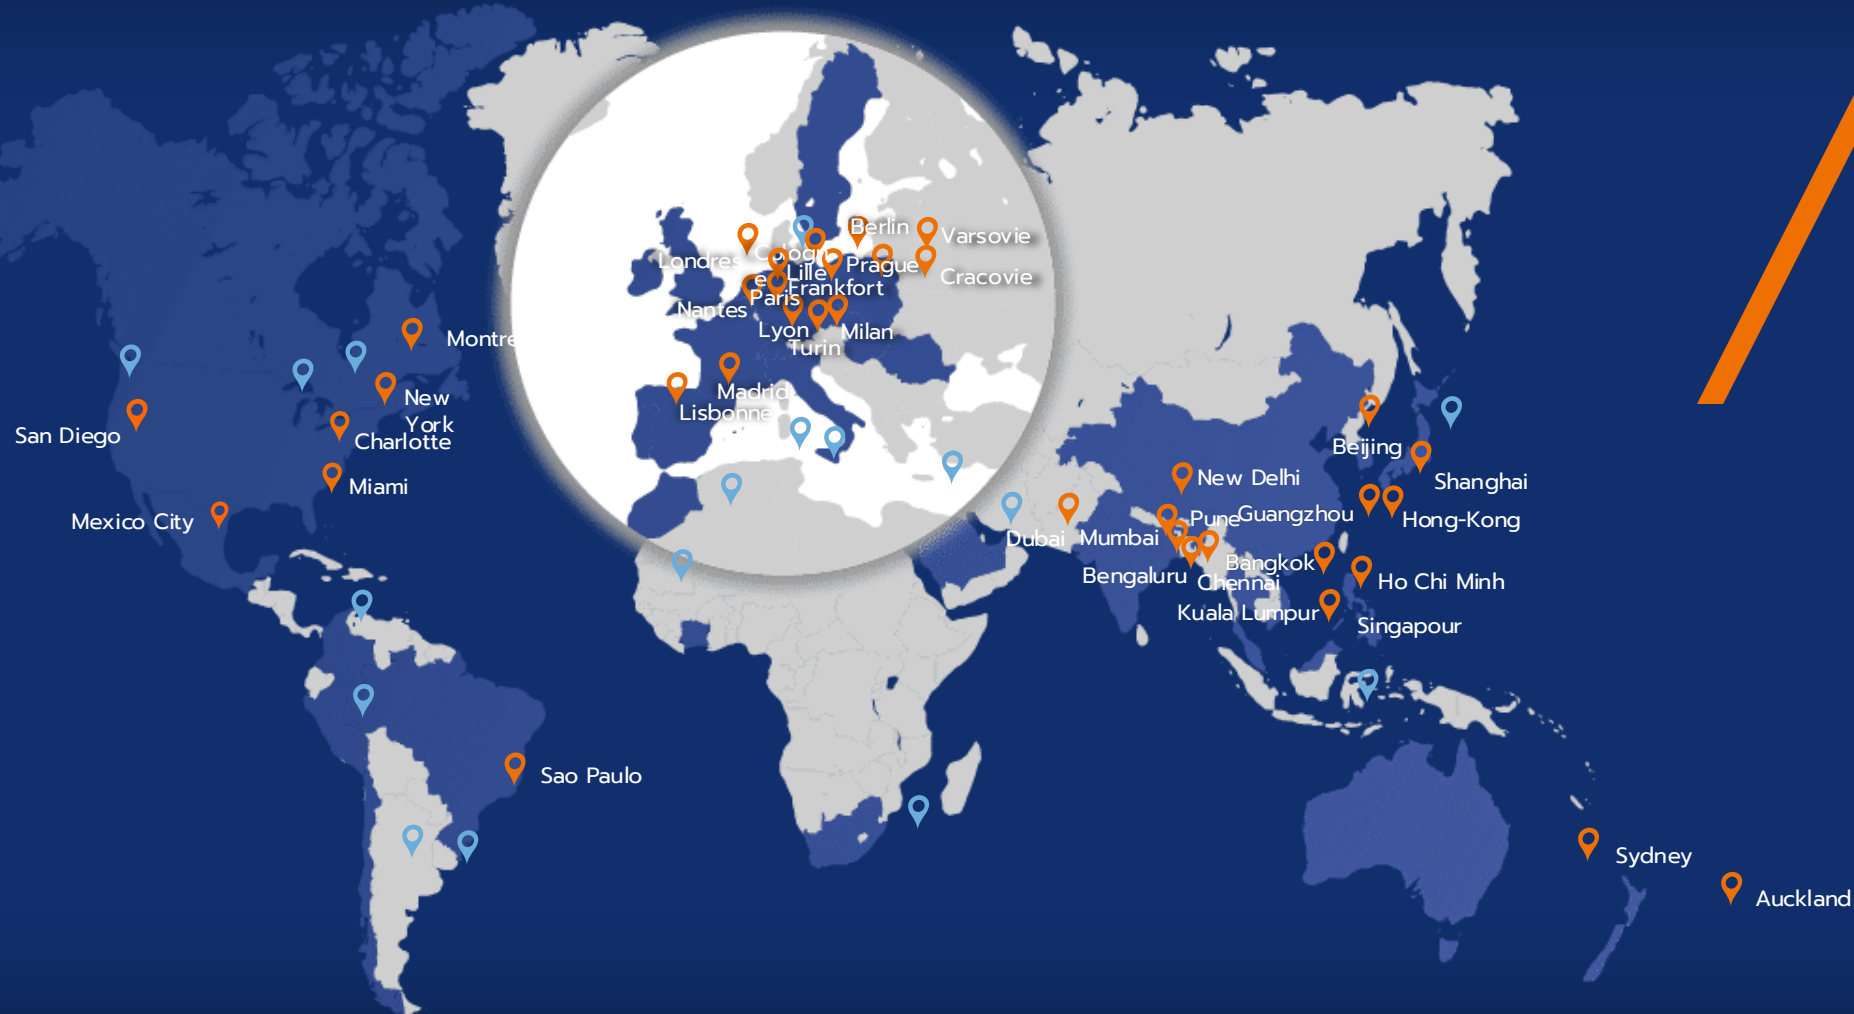 Berlin
Varsovie
Cologn
e
Londres
Lille
Prague
Cracovie
Frankfort
Paris
Nantes
Lyon
Milan
Turin
Madrid
Lisbonne
Montre
New
York
San Diego
Charlotte
Miami
Mexico City
Beijing
New Delhi
Shanghai
Pune
Guangzhou
Hong-Kong
Dubai
Mumbai
Bangkok
Bengaluru
Chennai
Ho Chi Minh
Kuala Lumpur
Singapour
Sao Paulo
Sydney
Auckland